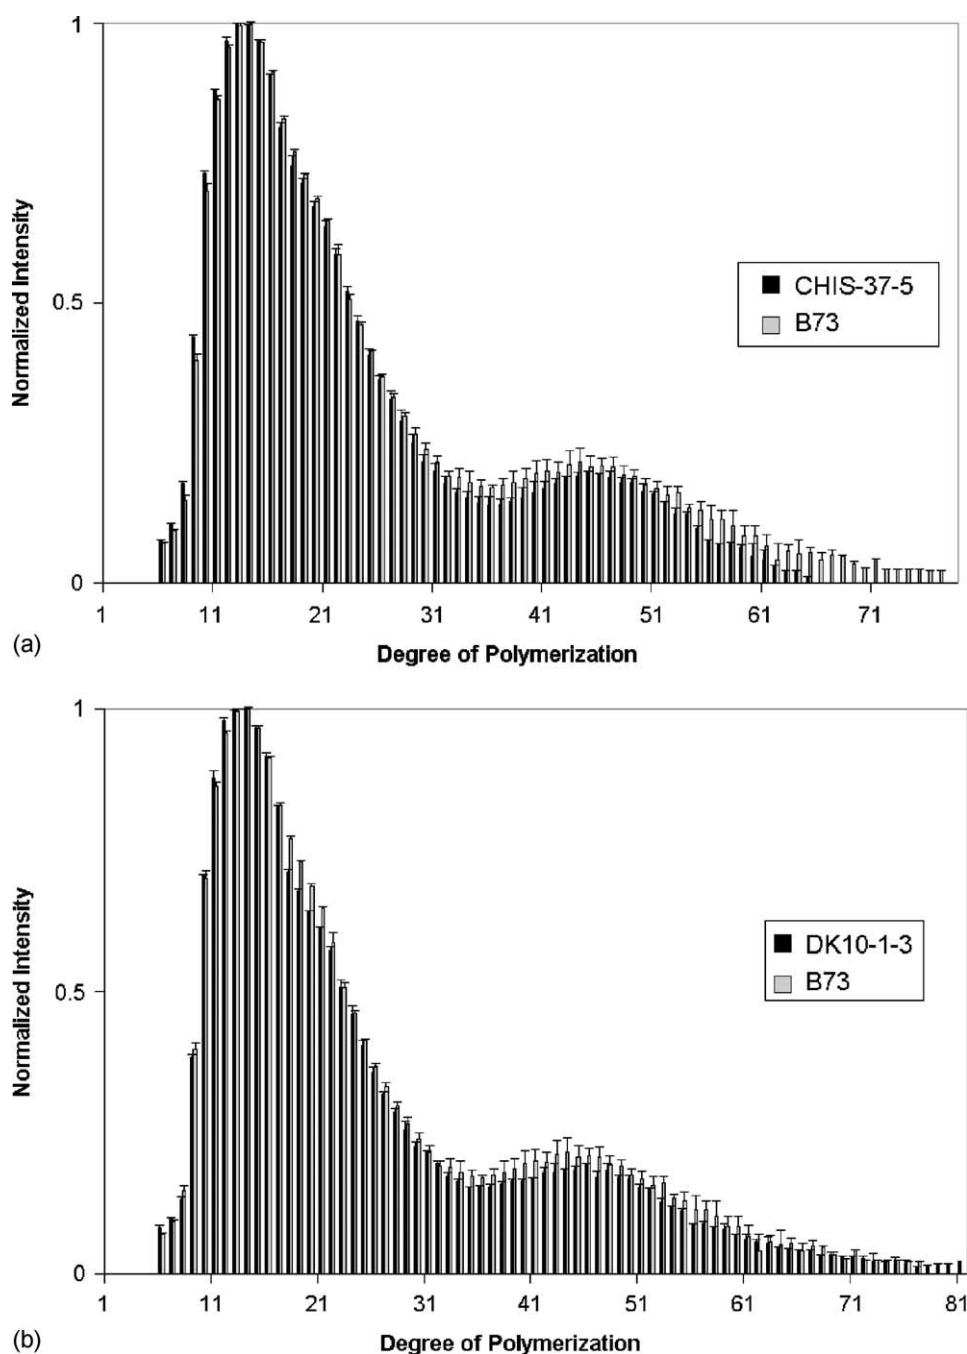 (a)
1
0.5
0
Normalized Intensity
CHIS-37-5
B73
1 11 21 31 41 51 61 71
Degree of Polymerization
(b)
1
0.5
0
Normalized Intensity
DK10-1-3
B73
1 11 21 31 41 51 61 71 81
Degree of Polymerization